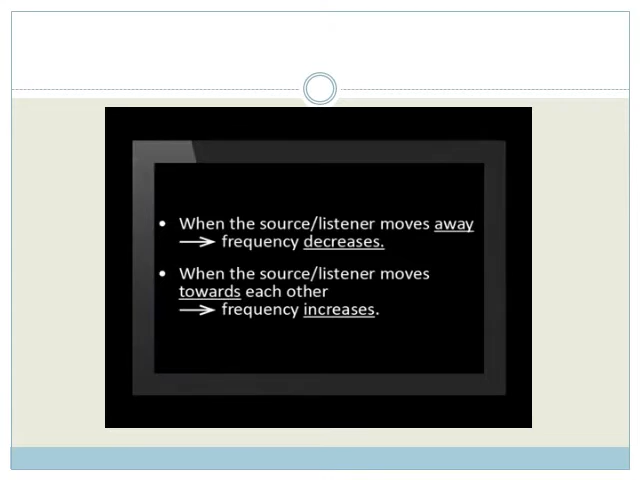 • When the source/listener moves away
→ frequency decreases.
• When the source/listener moves
towards each other
→ frequency increases.